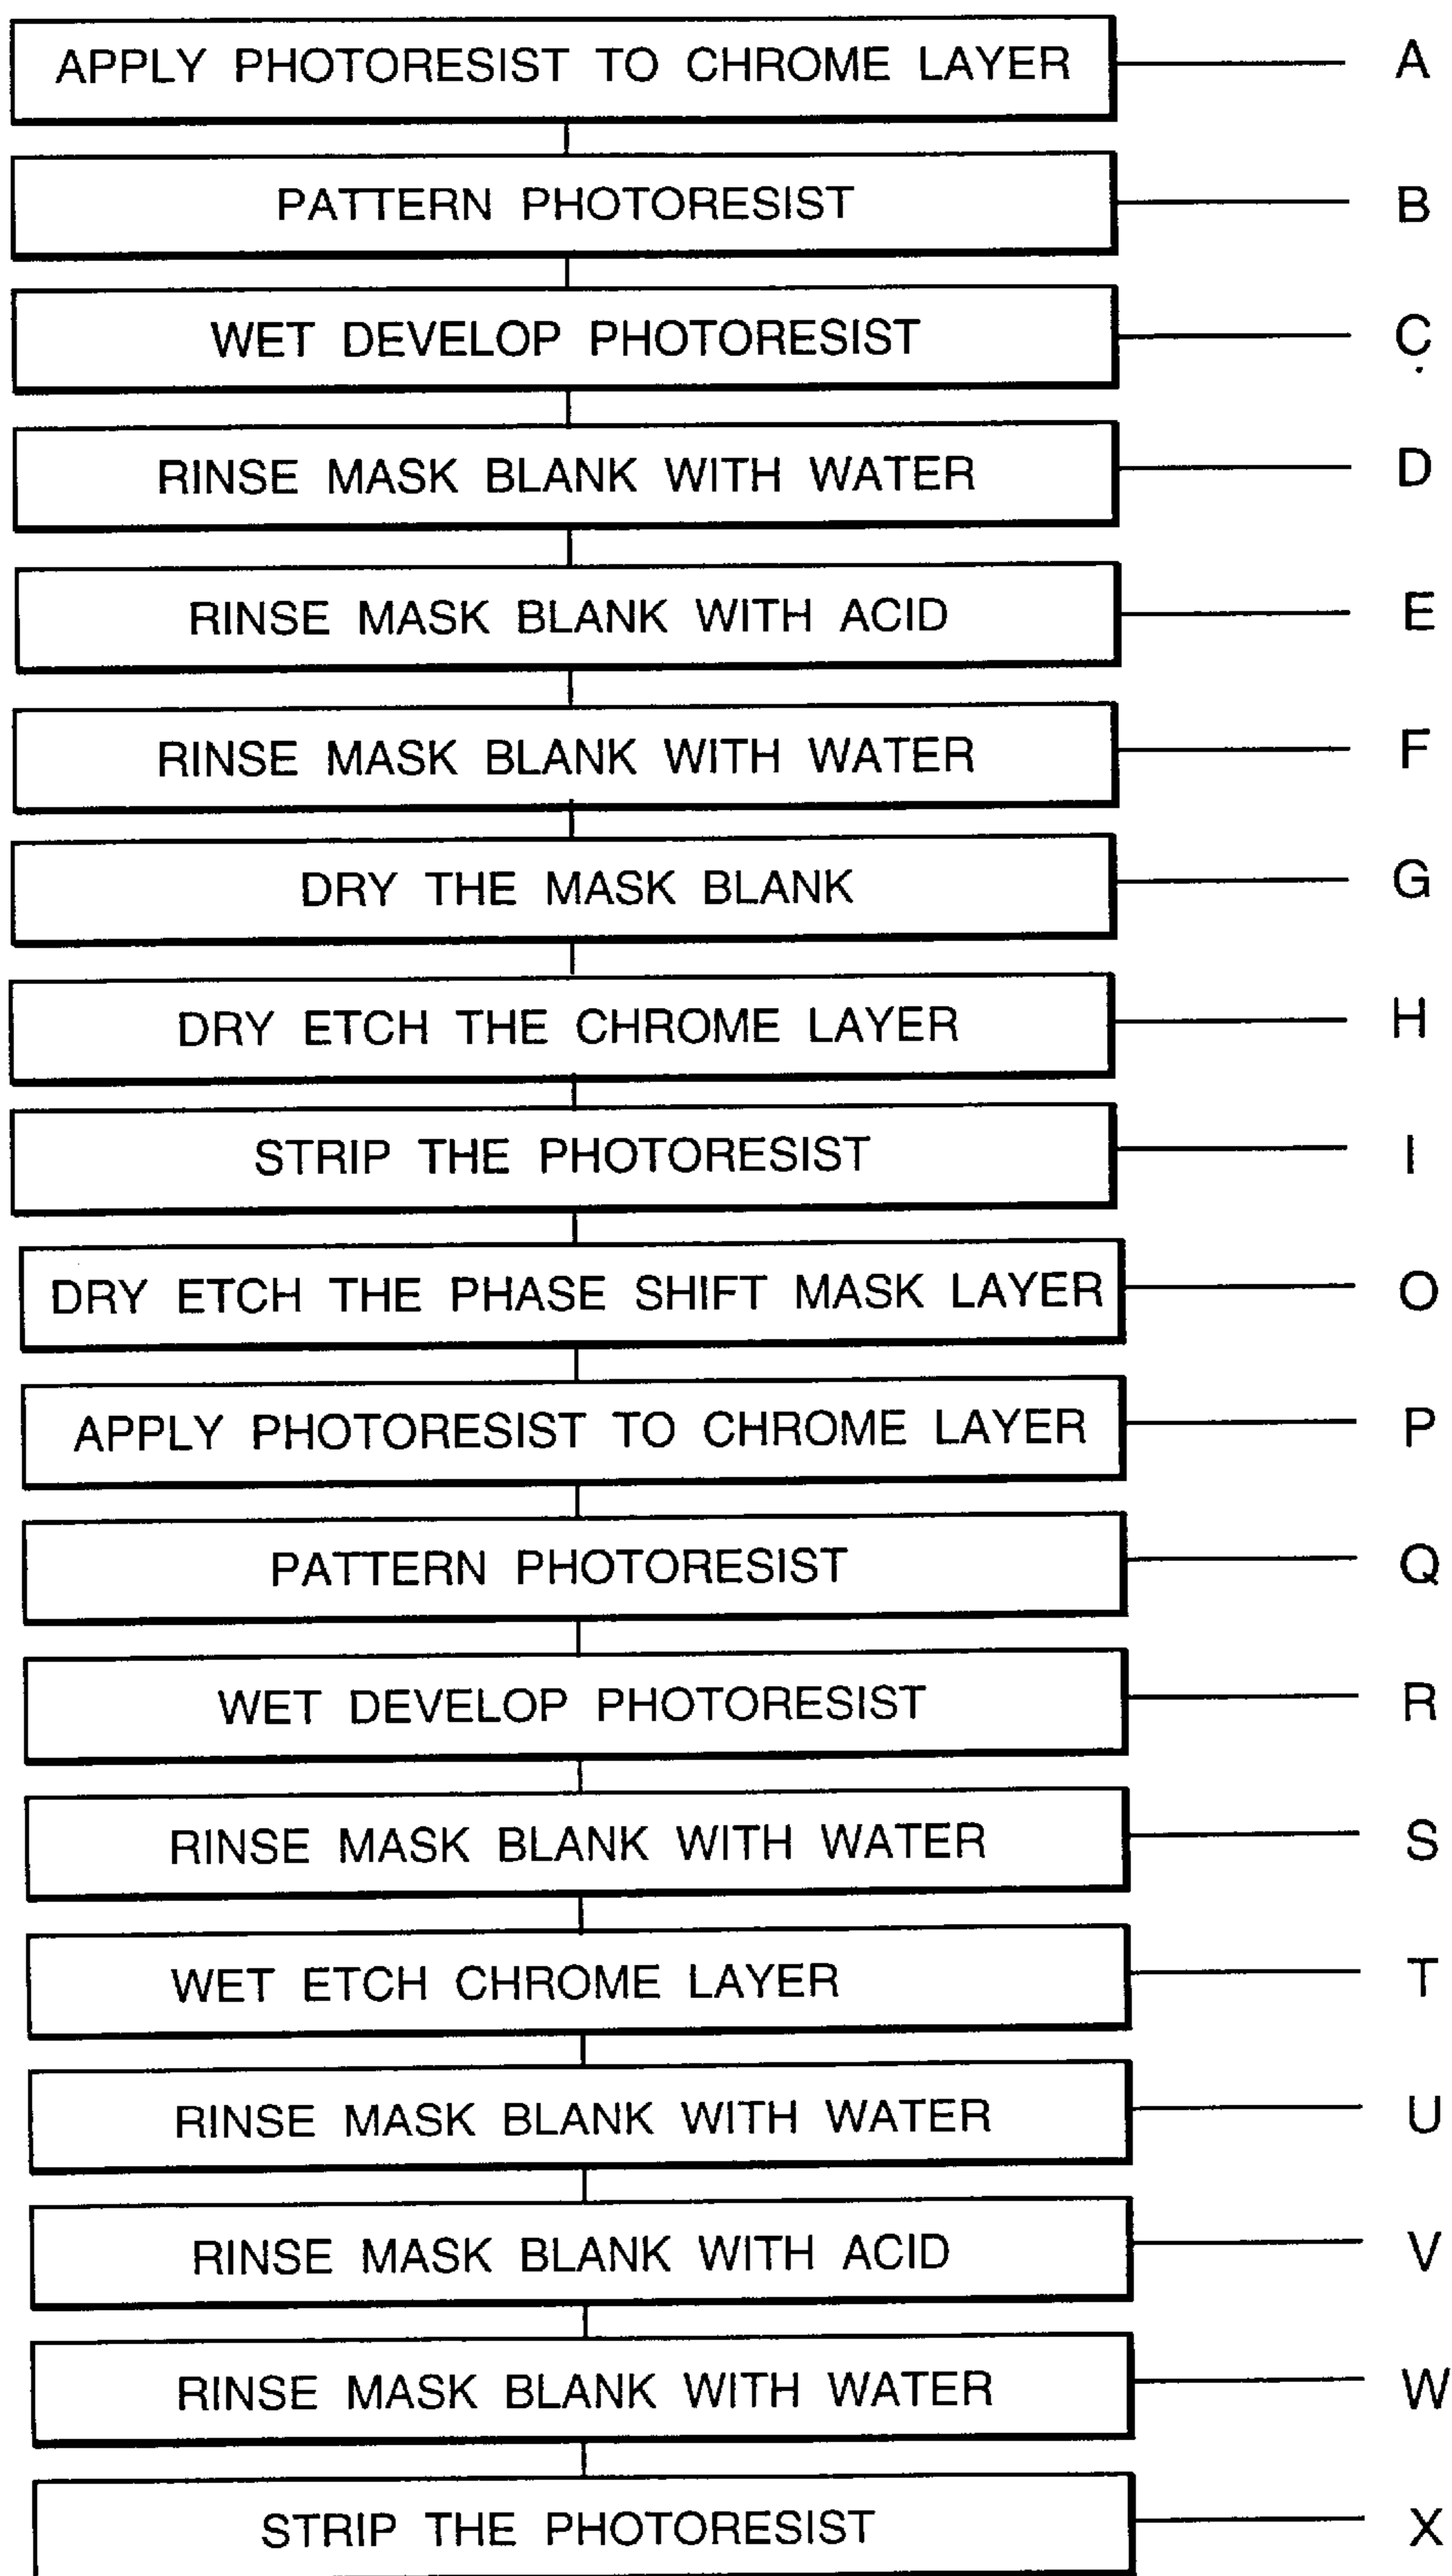 APPLY PHOTORESIST TO CHROME LAYER A
PATTERN PHOTORESIST B
WET DEVELOP PHOTORESIST C
RINSE MASK BLANK WITH WATER D
RINSE MASK BLANK WITH ACID E
RINSE MASK BLANK WITH WATER F
DRY THE MASK BLANK G
DRY ETCH THE CHROME LAYER H
STRIP THE PHOTORESIST I
DRY ETCH THE PHASE SHIFT MASK LAYER O
APPLY PHOTORESIST TO CHROME LAYER P
PATTERN PHOTORESIST Q
WET DEVELOP PHOTORESIST R
RINSE MASK BLANK WITH WATER S
WET ETCH CHROME LAYER T
RINSE MASK BLANK WITH WATER U
RINSE MASK BLANK WITH ACID V
RINSE MASK BLANK WITH WATER W
STRIP THE PHOTORESIST X